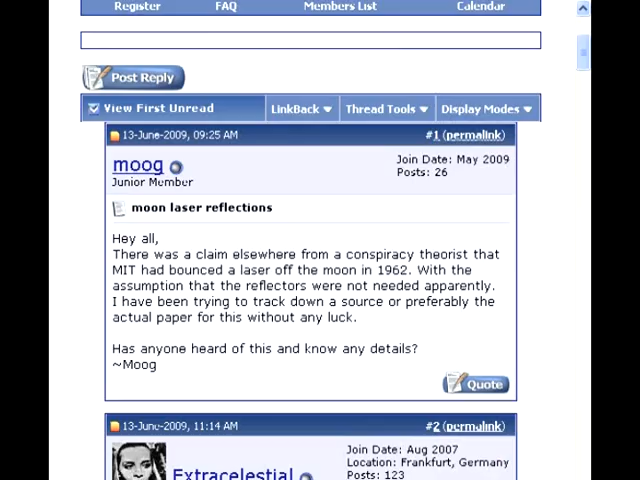 Register FAQ Members List Calendar
Post Reply
View First Unread LinkBack Thread Tools Display Modes
13-June-2009, 09:25 AM #1 (permalink)
moog Join Date: May 2009
Junior Member Posts: 26
moon laser reflections
Hey all,
There was a claim elsewhere from a conspiracy theorist that
MIT had bounced a laser off the moon in 1962. With the
assumption that the reflectors were not needed apparently.
I have been trying to track down a source or preferably the
actual paper for this without any luck.
Has anyone heard of this and know any details?
~Moog
Quote
13-June-2009, 11:14 AM #2 (permalink)
Join Date: Aug 2007
Location: Frankfurt, Germany
Extracelestial Posts: 123